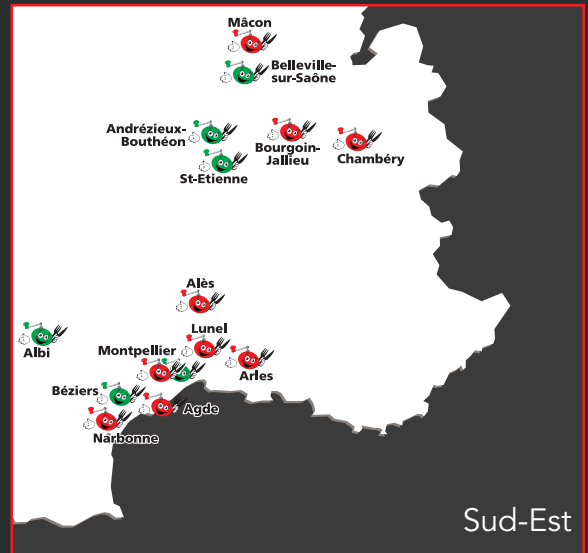 Mâcon
Belleville-
sur-Saône
Andrézieux-
Bouthéon
Bourgoin-
Jallieu
Chambéry
St-Etienne
Alès
Lunel
Albi
Montpellier
Arles
Béziers
Agde
Narbonne
Sud-Est